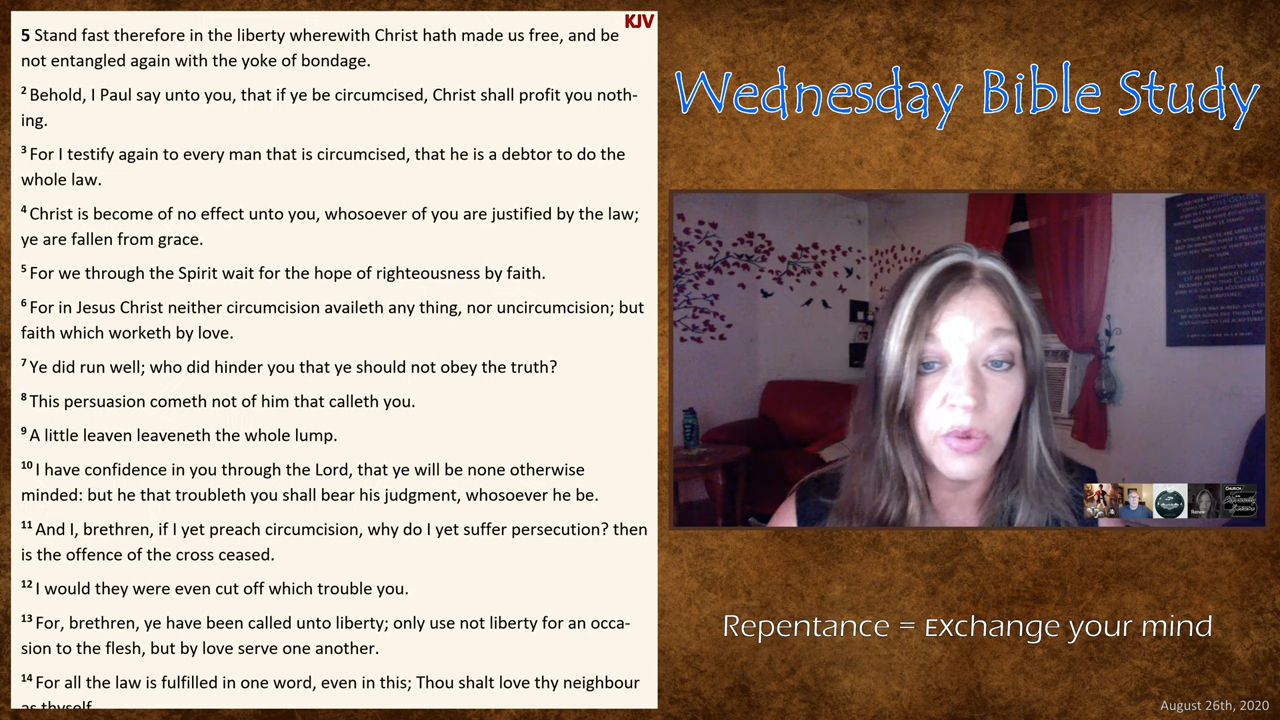 KJV
5 Stand fast therefore in the liberty wherewith Christ hath made us free, and be
not entangled again with the yoke of bondage.
2 Behold, I Paul say unto you, that if ye be circumcised, Christ shall profit you noth-
ing.
3 For I testify again to every man that is circumcised, that he is a debtor to do the
whole law.
4 Christ is become of no effect unto you, whosoever of you are justified by the law;
ye are fallen from grace.
5 For we through the Spirit wait for the hope of righteousness by faith.
6 For in Jesus Christ neither circumcision availeth any thing, nor uncircumcision; but
faith which worketh by love.
7 Ye did run well; who did hinder you that ye should not obey the truth?
8 This persuasion cometh not of him that calleth you.
9 A little leaven leaveneth the whole lump.
10 I have confidence in you through the Lord, that ye will be none otherwise
minded: but he that troubleth you shall bear his judgment, whosoever he be.
11 And I, brethren, if I yet preach circumcision, why do I yet suffer persecution? then
is the offence of the cross ceased.
12 I would they were even cut off which trouble you.
13 For, brethren, ye have been called unto liberty; only use not liberty for an occa-
sion to the flesh, but by love serve one another.
14 For all the law is fulfilled in one word, even in this; Thou shalt love thy neighbour
as thyself.
Wednesday Bible Study
Repentance = Exchange your mind
August 26th, 2020